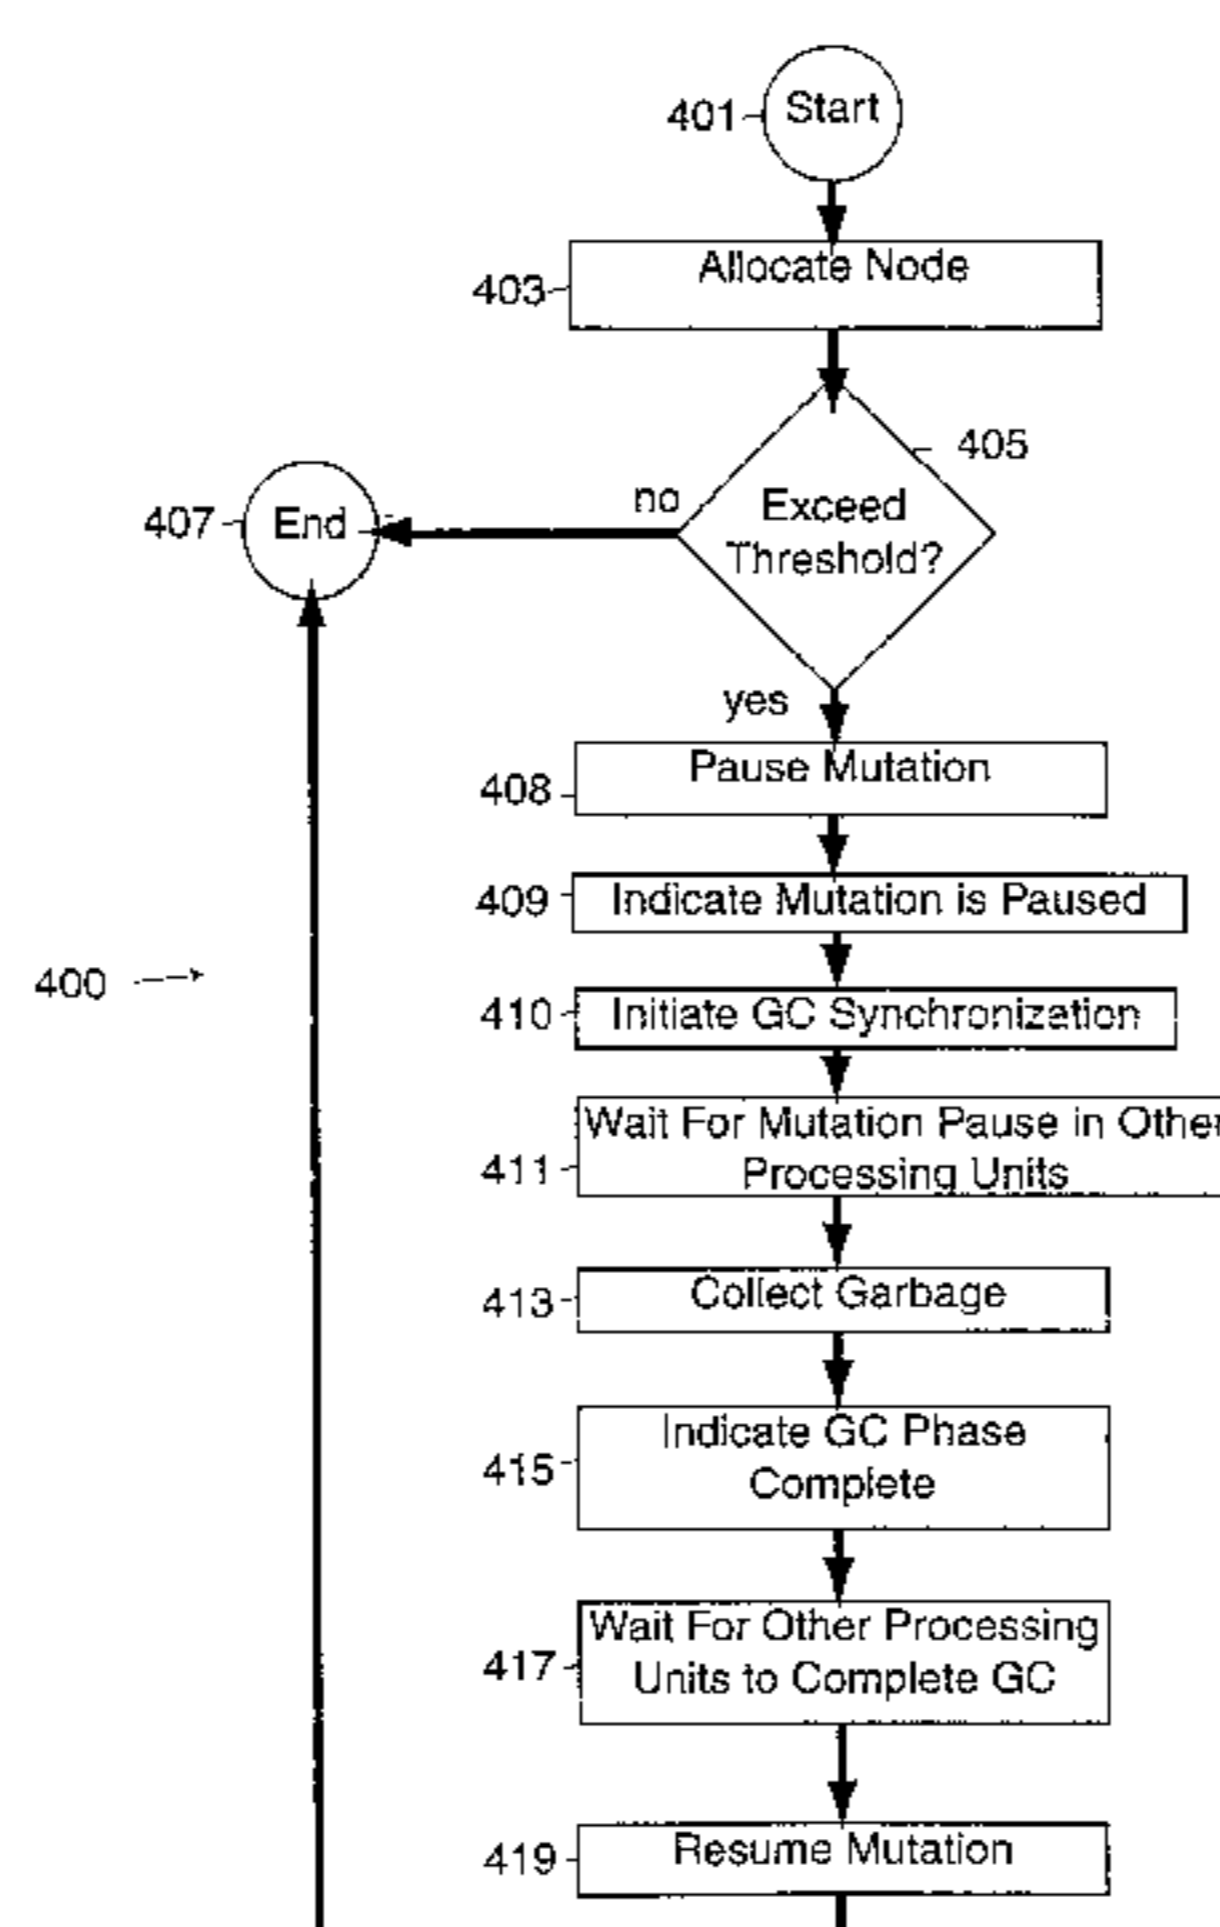 401 Start
403 Allocate Node
405
no
407 End
Exceed
Threshold?
yes
408 Pause Mutation
409 Indicate Mutation is Paused
400
410 Initiate GC Synchronization
Wait For Mutation Pause in Other
411 Processing Units
413 Collect Garbage
Indicate GC Phase
415 Complete
Wait For Other Processing
417 Units to Complete GC
419 Resume Mutation